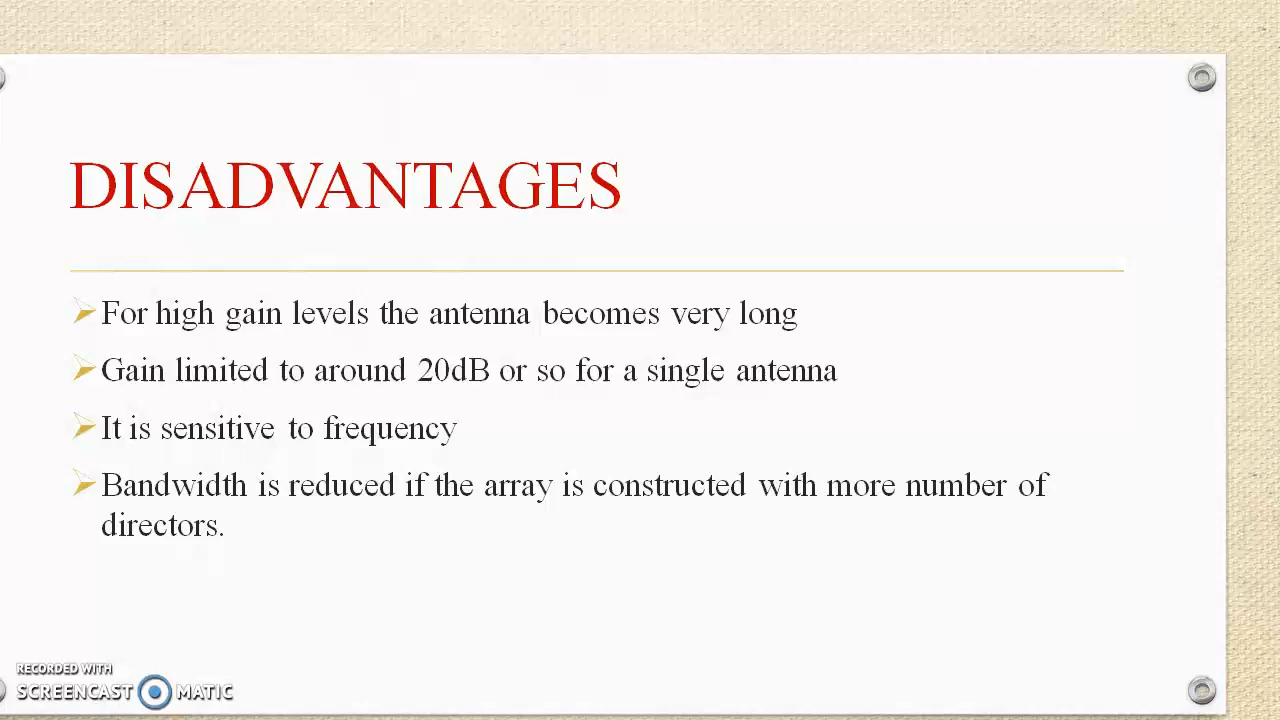 DISADVANTAGES
For high gain levels the antenna becomes very long
Gain limited to around 20dB or so for a single antenna
It is sensitive to frequency
Bandwidth is reduced if the array is constructed with more number of
directors.
RECORDED WITH
SCREENCAST MATIC